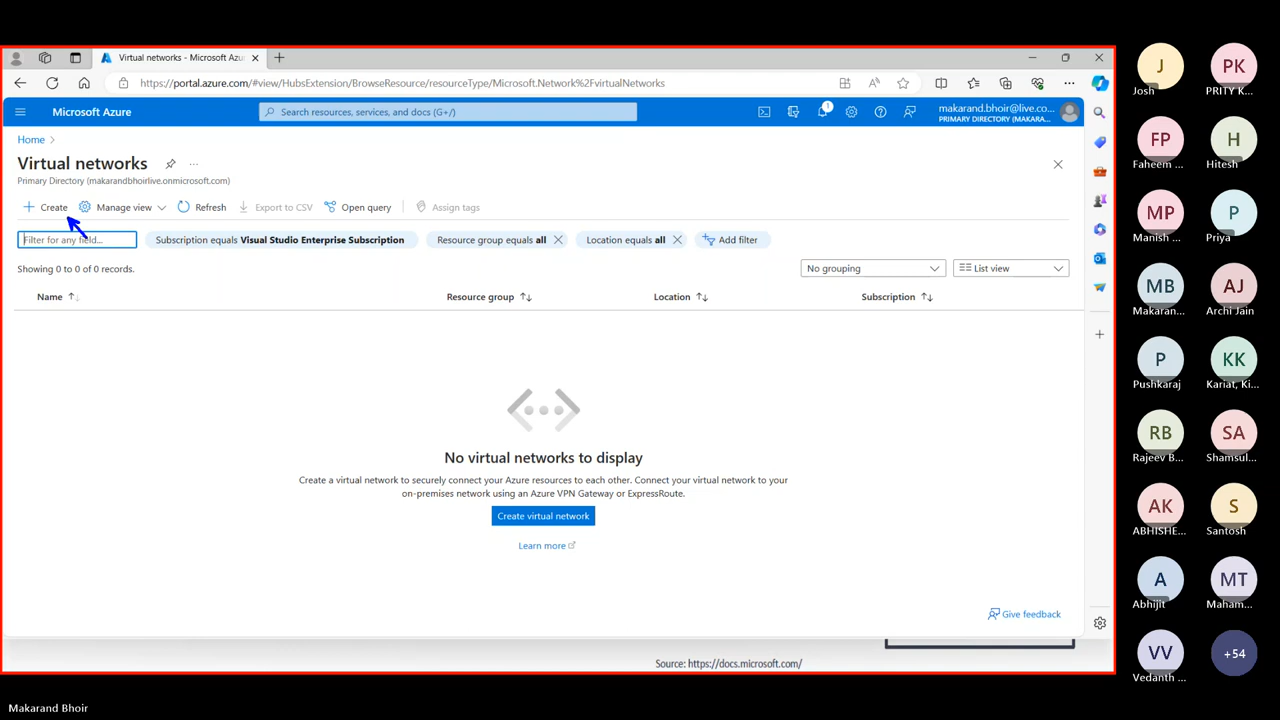 Virtual networks - Microsoft Azu
https://portal.azure.com/#view/HubsExtension/BrowseResource/resourceType/Microsoft.Network%2FvirtualNetworks
Microsoft Azure
Search resources, services, and docs (G+/)
1
makarand.bhoir@live.co...
PRIMARY DIRECTORY (MAKARA...
Home
Virtual networks
Primary Directory (makarandbhoirlive.onmicrosoft.com)
Create
Manage view
Refresh
Export to CSV
Open query
Assign tags
Filter for any field...
Subscription equals Visual Studio Enterprise Subscription
Resource group equals all
Location equals all
Add filter
Showing 0 to 0 of 0 records.
No grouping
List view
Name
Resource group
Location
Subscription
No virtual networks to display
Create a virtual network to securely connect your Azure resources to each other. Connect your virtual network to your
on-premises network using an Azure VPN Gateway or ExpressRoute.
Create virtual network
Learn more
Give feedback
Source: https://docs.microsoft.com/
Makarand Bhoir
J
Josh
PK
PRITY K...
FP
Faheem ...
H
Hitesh
MP
Manish ...
P
Priya
MB
Makaran...
AJ
Archi Jain
P
Pushkaraj
KK
Kariat, Ki...
RB
Rajeev B...
SA
Shamsul...
AK
ABHISHE...
S
Santosh
A
Abhijit
MT
Maham...
VV
Vedanth ...
+54